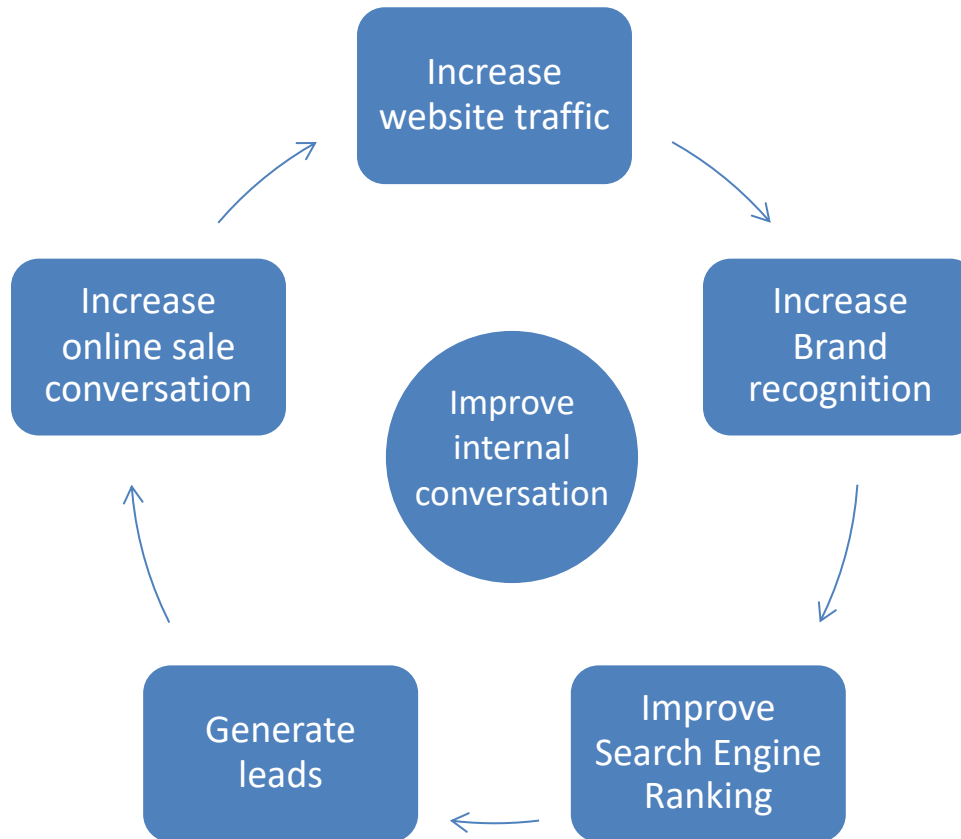 Increase
website traffic
Increase
Brand
recognition
Improve
Search Engine
Ranking
Generate
leads
Increase
online sale
conversation
Improve
internal
conversation